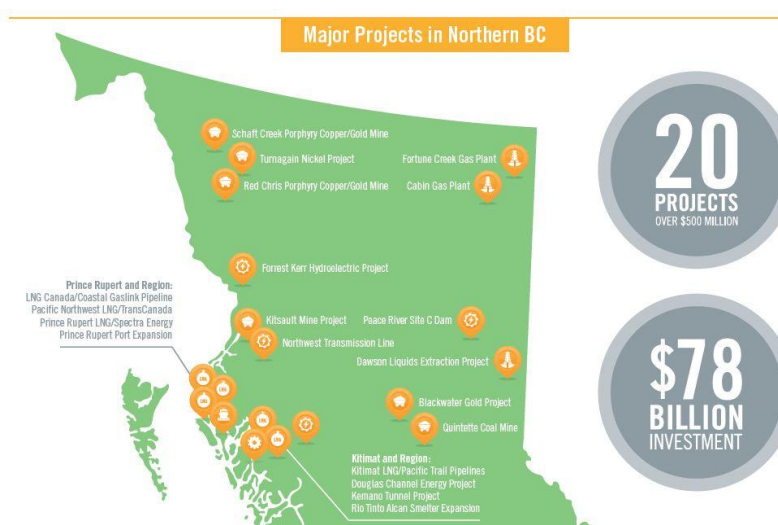 Major Projects in Northern BC
Schaft Creek Porphyry Copper/Gold Mine
Turnagain Nickel Project
Fortune Creek Gas Plant
Red Chris Porphyry Copper/Gold Mine
Cabin Gas Plant
20
PROJECTS
OVER $500 MILLION
Forrest Kerr Hydroelectric Project
Prince Rupert and Region:
LNG Canada/Coastal Gaslink Pipeline
Pacific Northwest LNG/TransCanada
Prince Rupert LNG/Spectra Energy
Prince Rupert Port Expansion
Kitsault Mine Project
Peace River Site C Dam
Northwest Transmission Line
Dawson Liquids Extraction Project
$78
BILLION
INVESTMENT
LNG
LNG
LNG
Blackwater Gold Project
Quintette Coal Mine
LNG
LNG
Kitimat and Region:
Kitimat LNG/Pacific Trail Pipelines
Douglas Channel Energy Project
Kemano Tunnel Project
Rio Tinto Alcan Smelter Expansion